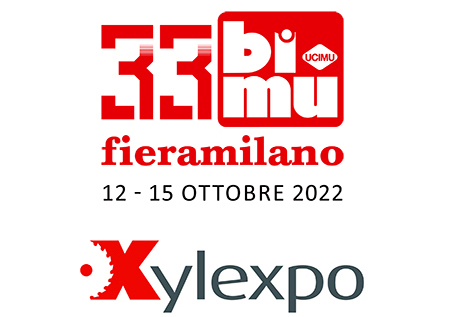 33 bi
UCIMU
mu
fieramilano
12 - 15 OTTOBRE 2022
Xylexpo